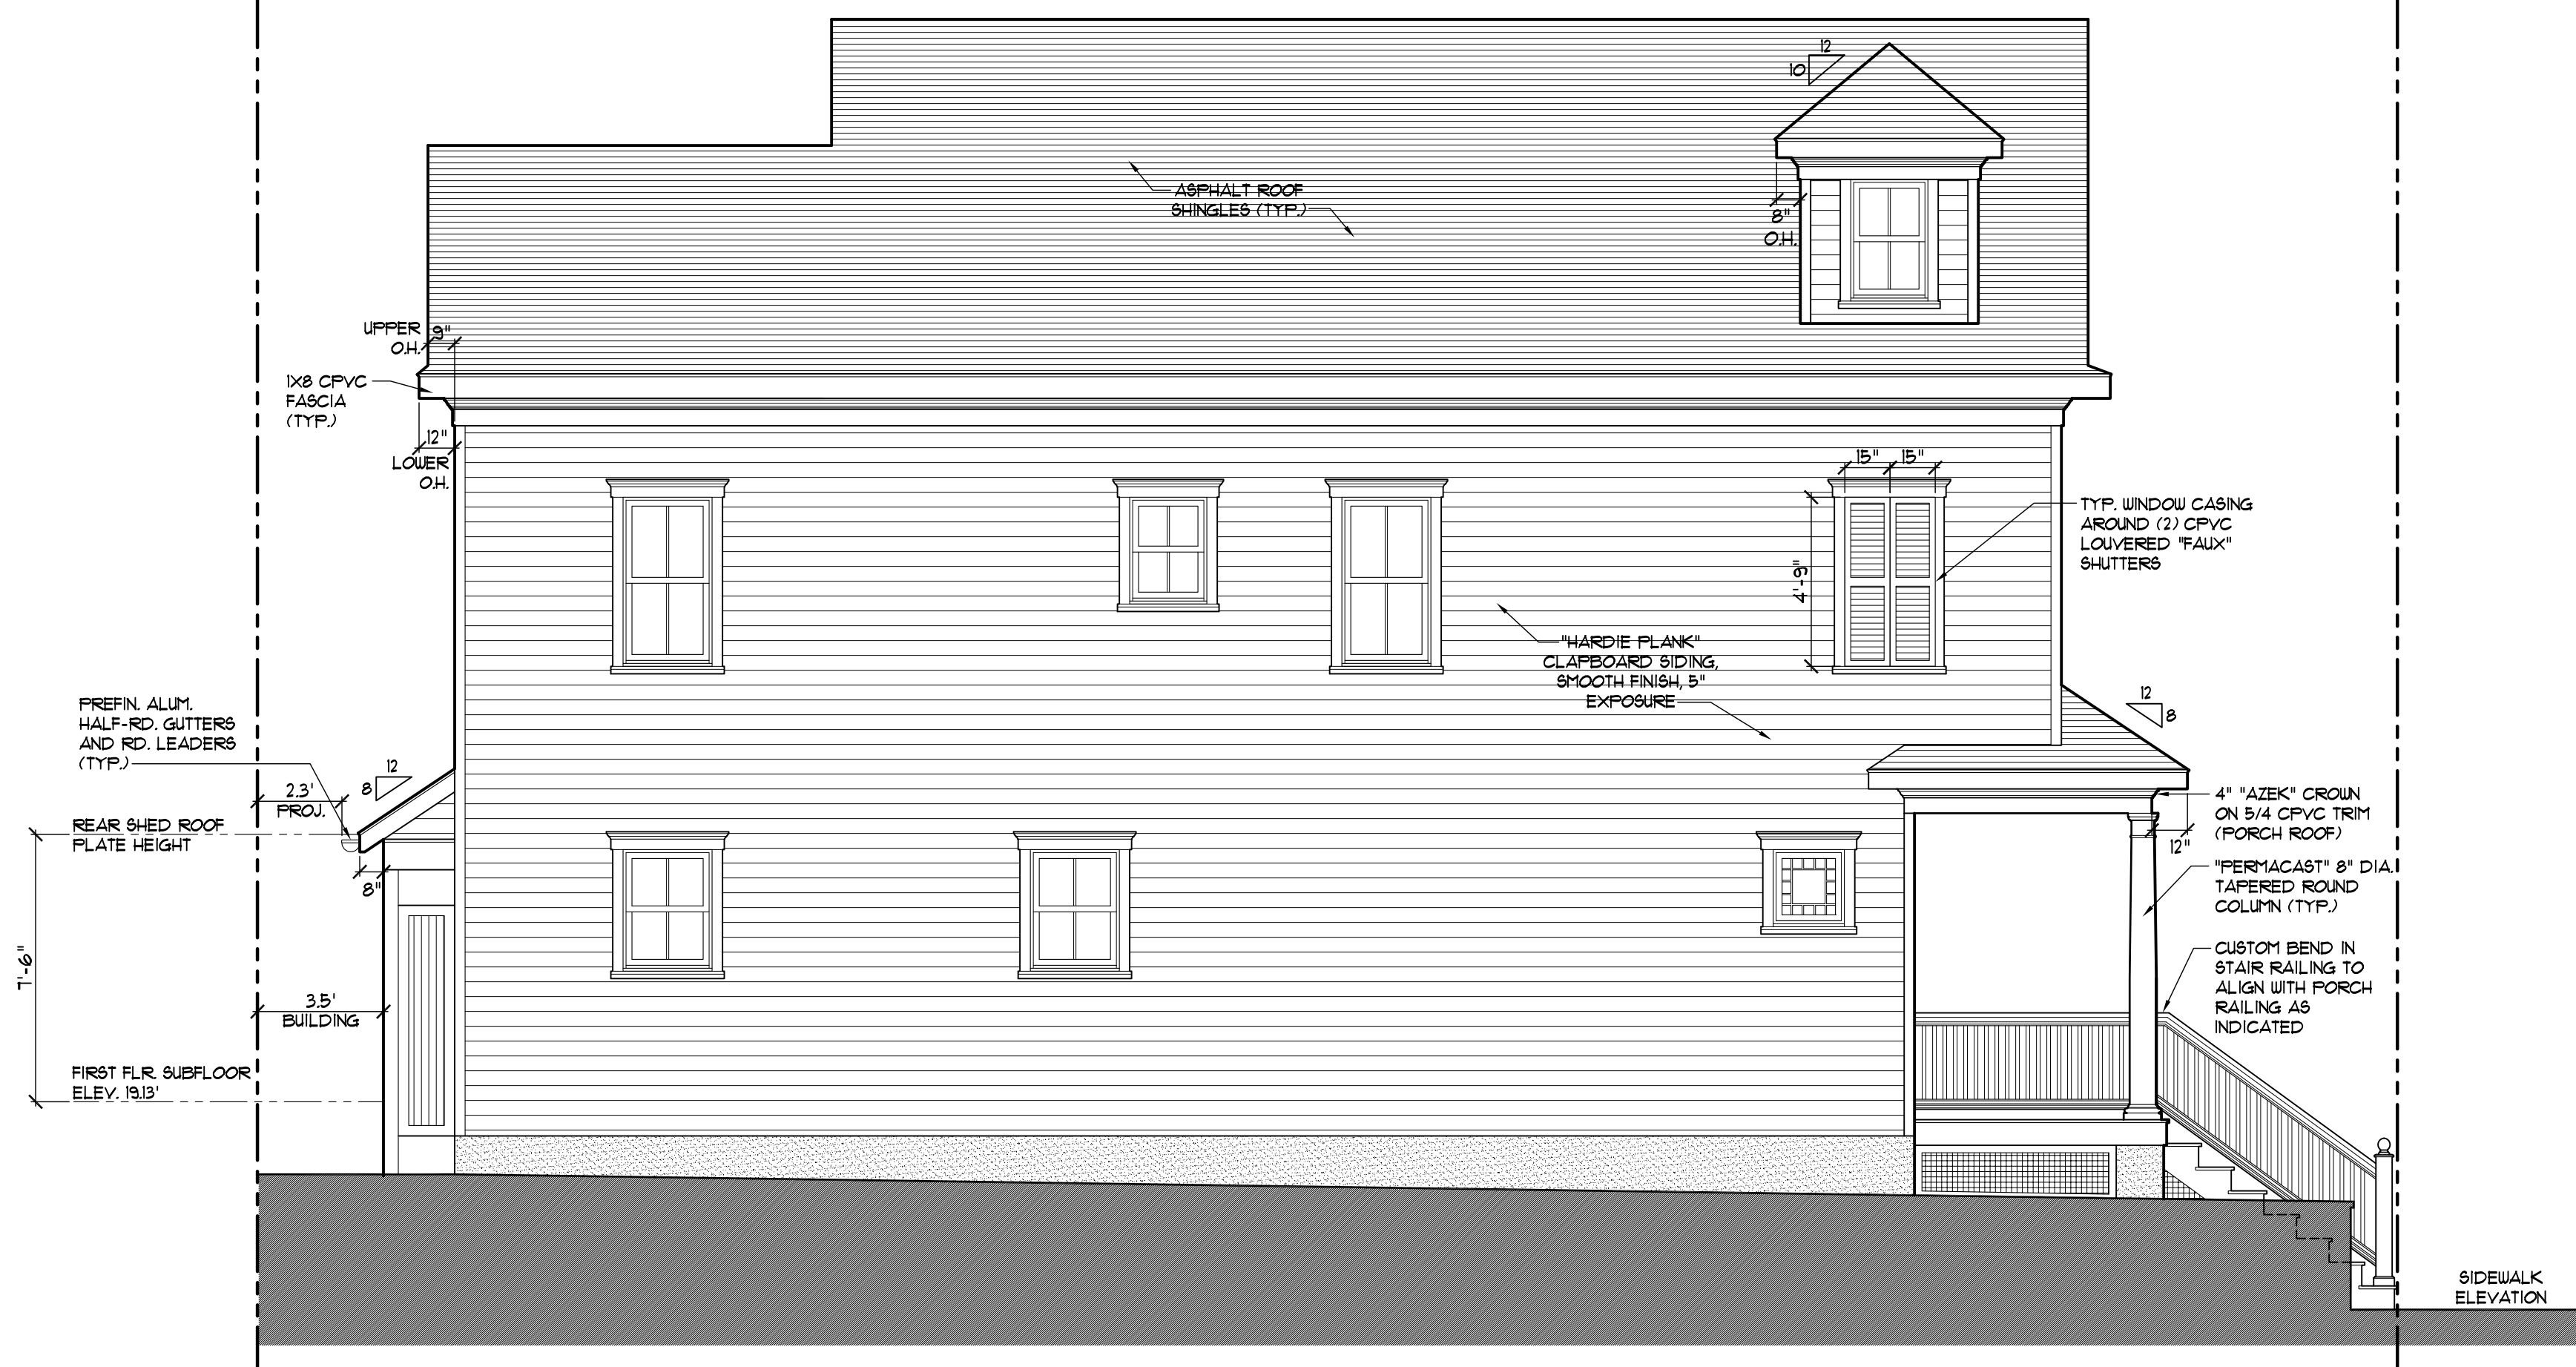 12
10
ASPHALT ROOF
SHINGLES (TYP.)
8"
O.H.
UPPER
O.H.
9"
1X8 CPVC
FASCIA
(TYP.)
12"
LOWER
O.H.
15"
15"
4'-9"
TYP. WINDOW CASING
AROUND (2) CPVC
LOUVERED "FAUX"
SHUTTERS
"HARDIE PLANK"
CLAPBOARD SIDING,
SMOOTH FINISH, 5"
EXPOSURE
12
8
PREFIN. ALUM.
HALF-RD. GUTTERS
AND RD. LEADERS
(TYP.)
12
8
2.3'
PROJ.
REAR SHED ROOF
PLATE HEIGHT
8"
4" "AZEK" CROWN
ON 5/4 CPVC TRIM
(PORCH ROOF)
12"
"PERMACAST" 8" DIA.
TAPERED ROUND
COLUMN (TYP.)
CUSTOM BEND IN
STAIR RAILING TO
ALIGN WITH PORCH
RAILING AS
INDICATED
7'-6"
3.5'
BUILDING
FIRST FLR. SUBFLOOR
ELEV. 19.13'
SIDEWALK
ELEVATION